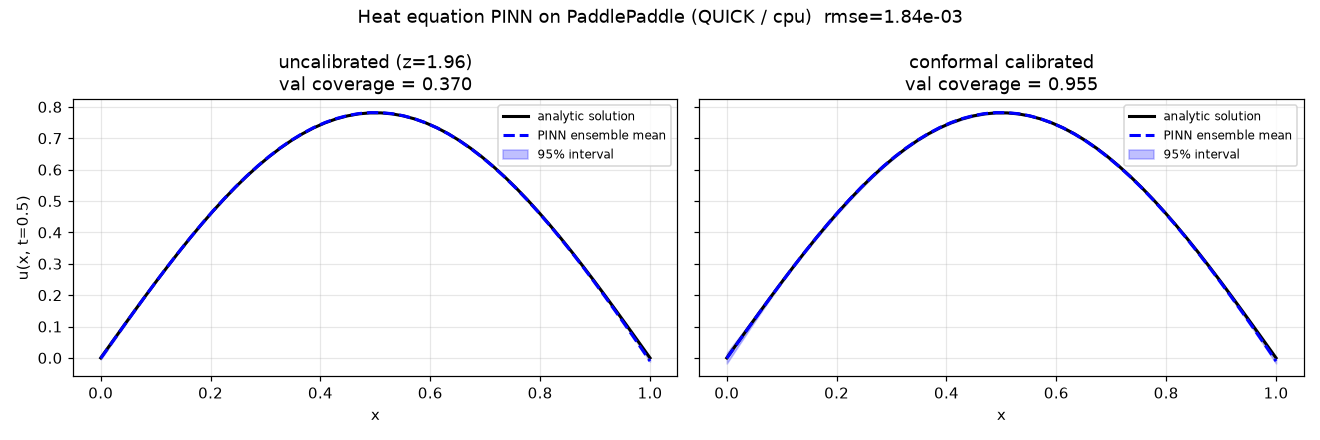 Heat equation PINN on PaddlePaddle (QUICK / cpu)  rmse=1.84e-03
uncalibrated (z=1.96)
val coverage = 0.370
u(x, t=0.5)
0.8
0.7
0.6
0.5
0.4
0.3
0.2
0.1
0.0
analytic solution
PINN ensemble mean
95% interval
0.0 0.2 0.4 0.6 0.8 1.0
x
conformal calibrated
val coverage = 0.955
analytic solution
PINN ensemble mean
95% interval
0.0 0.2 0.4 0.6 0.8 1.0
x